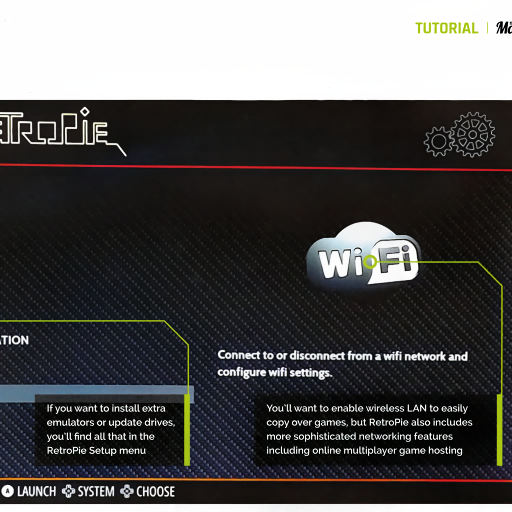 TUTORIAL
RetroPie
Wi Fi
ATION
Connect to or disconnect from a wifi network and
configure wifi settings.
If you want to install extra
emulators or update drives,
you'll find all that in the
RetroPie Setup menu
You'll want to enable wireless LAN to easily
copy over games, but RetroPie also includes
more sophisticated networking features
including online multiplayer game hosting
A LAUNCH SYSTEM CHOOSE